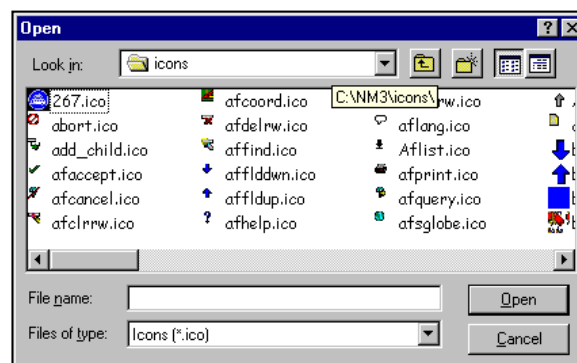 Open
Look in: icons
C:\NM3\icons\
267.ico afcoord.ico
abort.ico afdelrw.ico aflang.ico
add_child.ico affind.ico Aflist.ico
afaccept.ico afflddwn.ico afprint.ico
afcancel.ico affldup.ico afquery.ico
afclrrw.ico afhelp.ico afsglobe.ico
File name: Open
Files of type: Icons (*.ico) Cancel